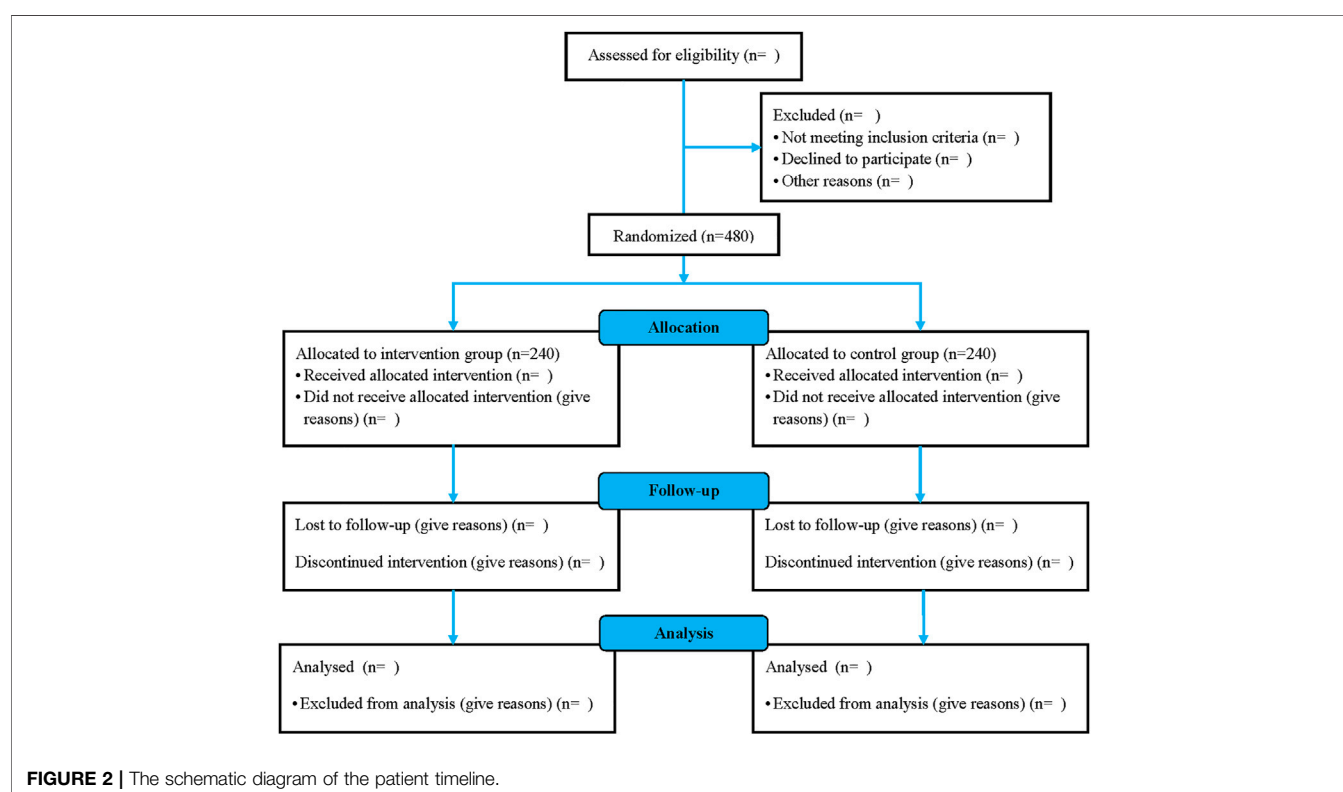 Assessed for eligibility (n=  )
Excluded (n=   )
• Not meeting inclusion criteria (n=  )
• Declined to participate (n=  )
• Other reasons (n=  )
Randomized (n=480)
Allocation
Allocated to intervention group (n=240)
• Received allocated intervention (n=  )
• Did not receive allocated intervention (give
reasons) (n=  )
Allocated to control group (n=240)
• Received allocated intervention (n=  )
• Did not receive allocated intervention (give
reasons) (n=  )
Follow-up
Lost to follow-up (give reasons) (n=  )
Discontinued intervention (give reasons) (n=  )
Lost to follow-up (give reasons) (n=  )
Discontinued intervention (give reasons) (n=  )
Analysis
Analysed (n=  )
• Excluded from analysis (give reasons) (n=  )
Analysed (n=  )
• Excluded from analysis (give reasons) (n=  )
FIGURE 2 | The schematic diagram of the patient timeline.